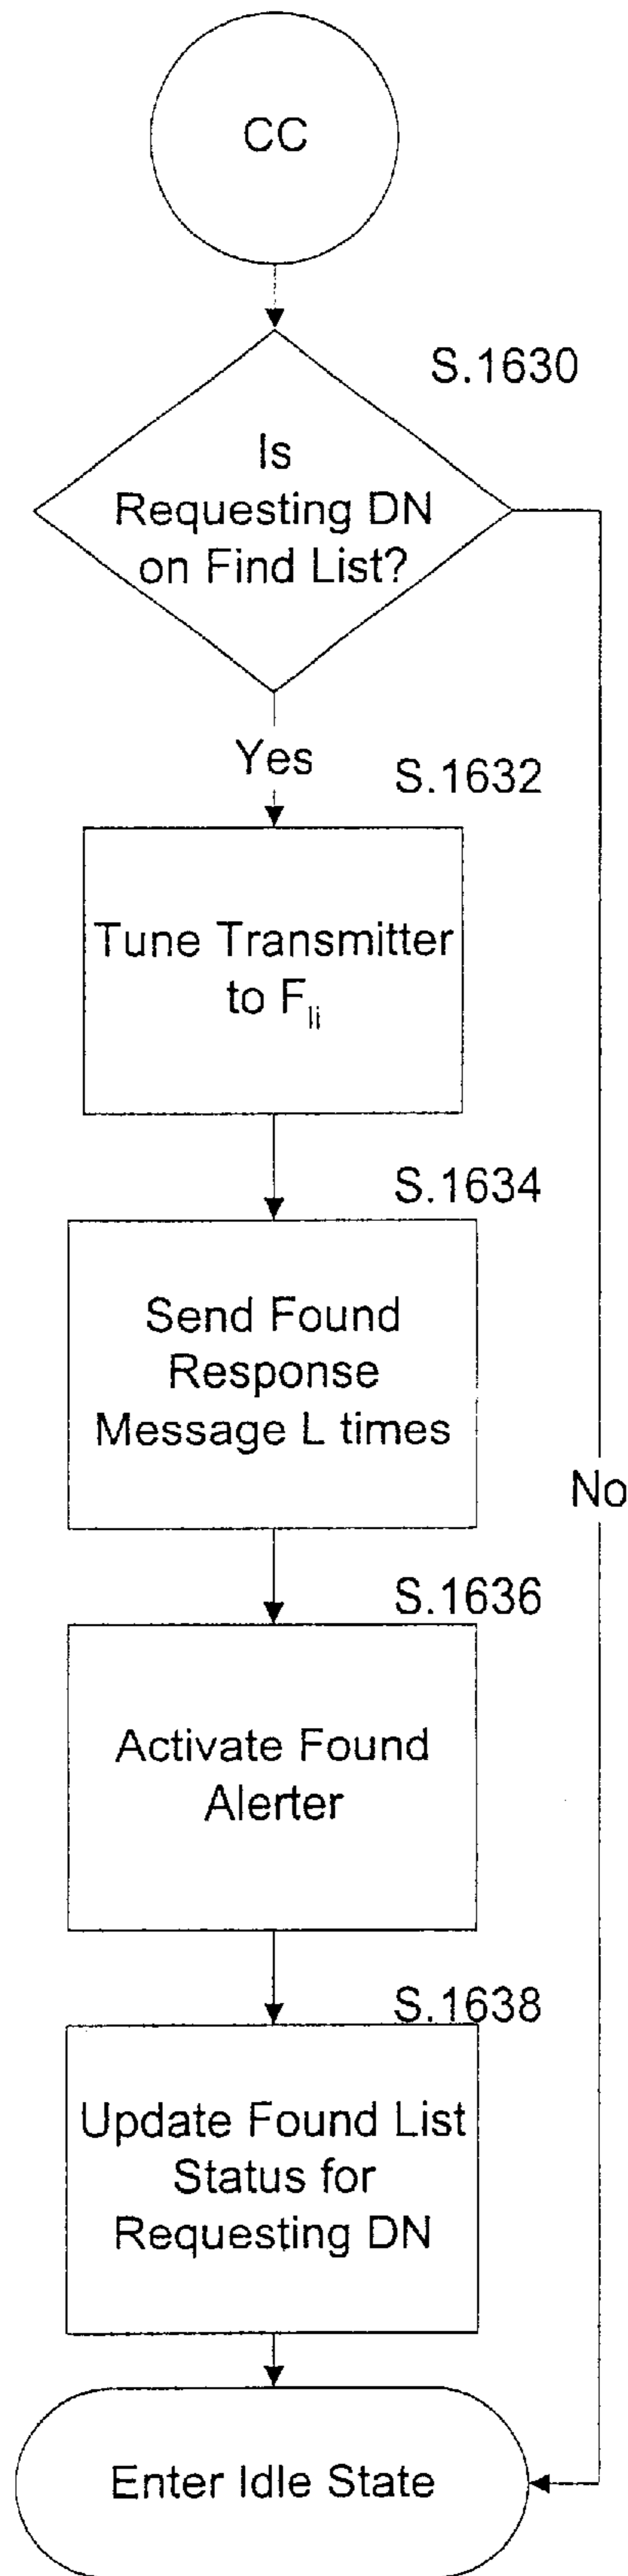 CC
S.1630
Is
Requesting DN
on Find List?
Yes
S.1632
Tune Transmitter
to F_li
S.1634
Send Found
Response
Message L times
No
S.1636
Activate Found
Alerter
S.1638
Update Found List
Status for
Requesting DN
Enter Idle State